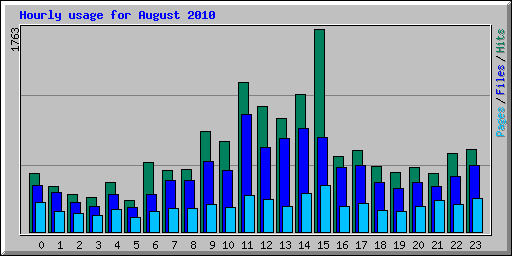 Hourly usage for August 2010
1763
Pages/Files/Hits
0 1 2 3 4 5 6 7 8 9 10 11 12 13 14 15 16 17 18 19 20 21 22 23